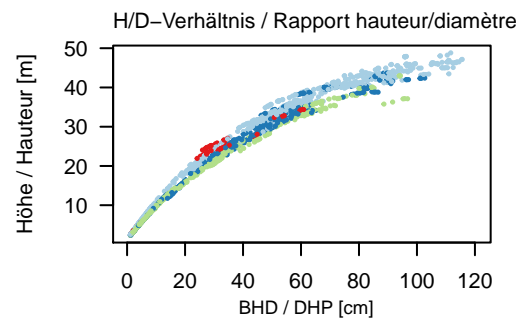 H/D−Verhältnis / Rapport hauteur/diamètre
Höhe / Hauteur [m]
50
40
30
20
10
0 20 40 60 80 100 120
BHD / DHP [cm]